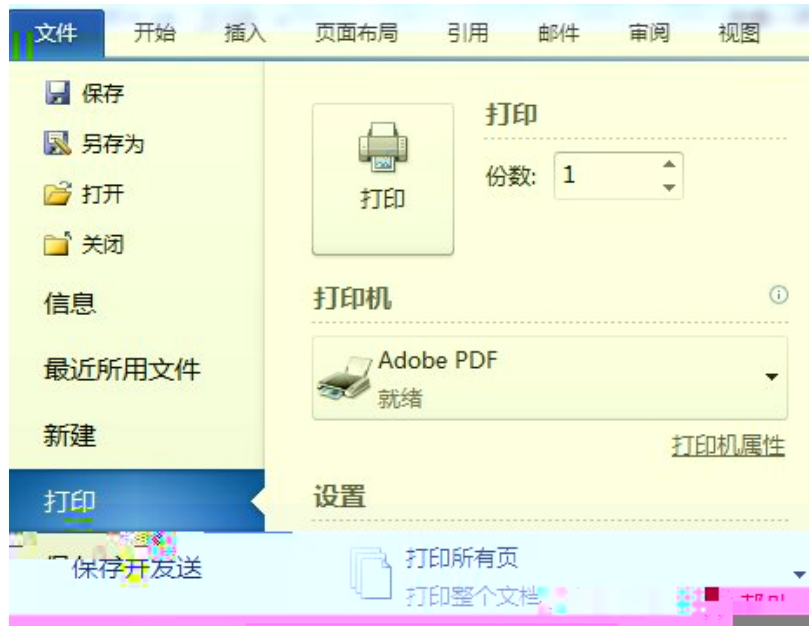 文件 开始 插入 页面布局 引用 邮件 审阅 视图
保存
另存为
打开
关闭
信息
最近所用文件
新建
打印
保存并发送
打印
打印
份数: 1
打印机
Adobe PDF
就绪
打印机属性
设置
打印所有页
打印整个文档